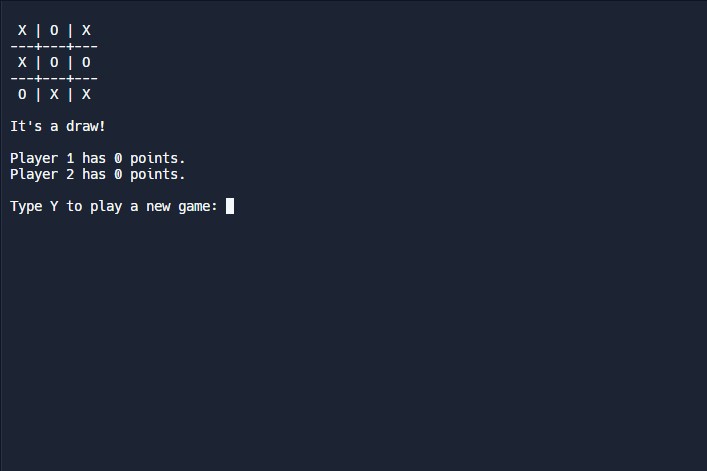 X | O | X
---+---+---
X | O | O
---+---+---
O | X | X
It's a draw!
Player 1 has 0 points.
Player 2 has 0 points.
Type Y to play a new game: